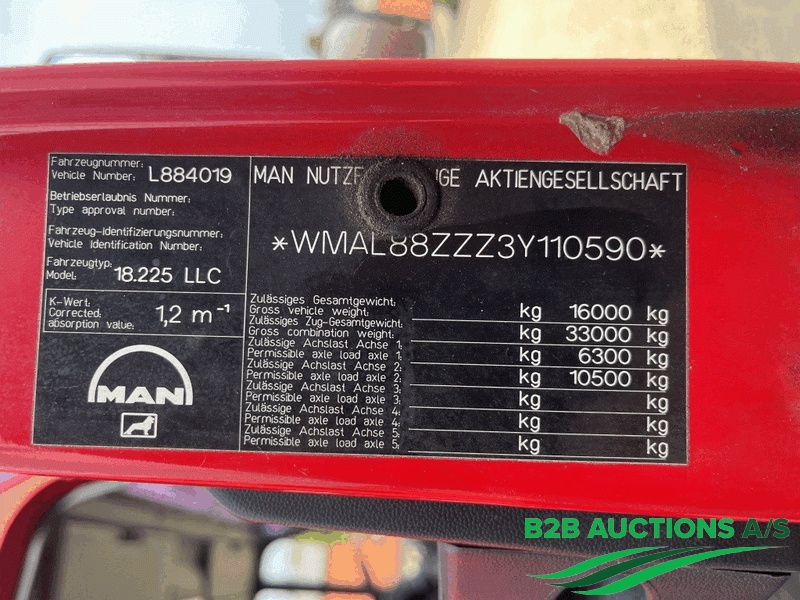 Fahrzeugnummer:
Vehicle Number: L884019
Betriebserlaubnis Nummer:
Type approval number:
Fahrzeug-Identifizierungsnummer:
Vehicle Identification Number:
Fahrzeugtyp:
Model: 18.225 LLC
K-Wert:
Corrected:
absorption value: 1,2 m⁻¹
MAN
MAN AKTIENGESELLSCHAFT
*WMAL88ZZZ3Y110590*
Zulässiges Gesamtgewicht:
Gross vehicle weight: kg 16000 kg
Zulässiges Zug-Gesamtgewicht:
Gross combination weight: kg 33000 kg
Zulässige Achslast Achse 1:
Permissible axle load axle 1: kg 6300 kg
Zulässige Achslast Achse 2:
Permissible axle load axle 2: kg 10500 kg
Zulässige Achslast Achse 3:
Permissible axle load axle 3: kg kg
Zulässige Achslast Achse 4:
Permissible axle load axle 4: kg kg
Zulässige Achslast Achse 5:
Permissible axle load axle 5: kg kg
B2B AUCTIONS A/S